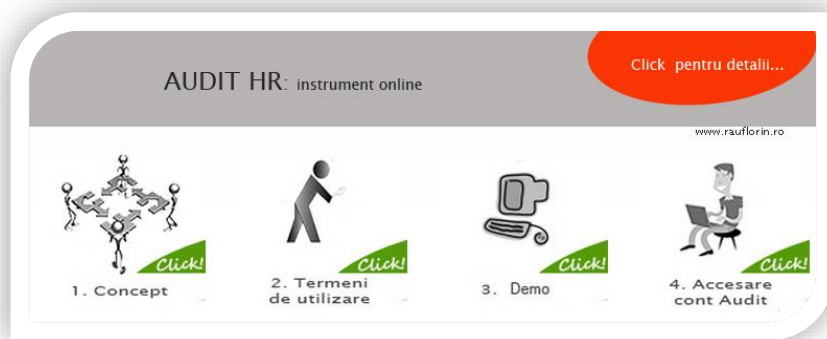 AUDIT HR: instrument online
Click pentru detalii...
www.rauflorin.ro
Click!
1. Concept
Click!
2. Termeni
de utilizare
Click!
3. Demo
Click!
4. Accesare
cont Audit